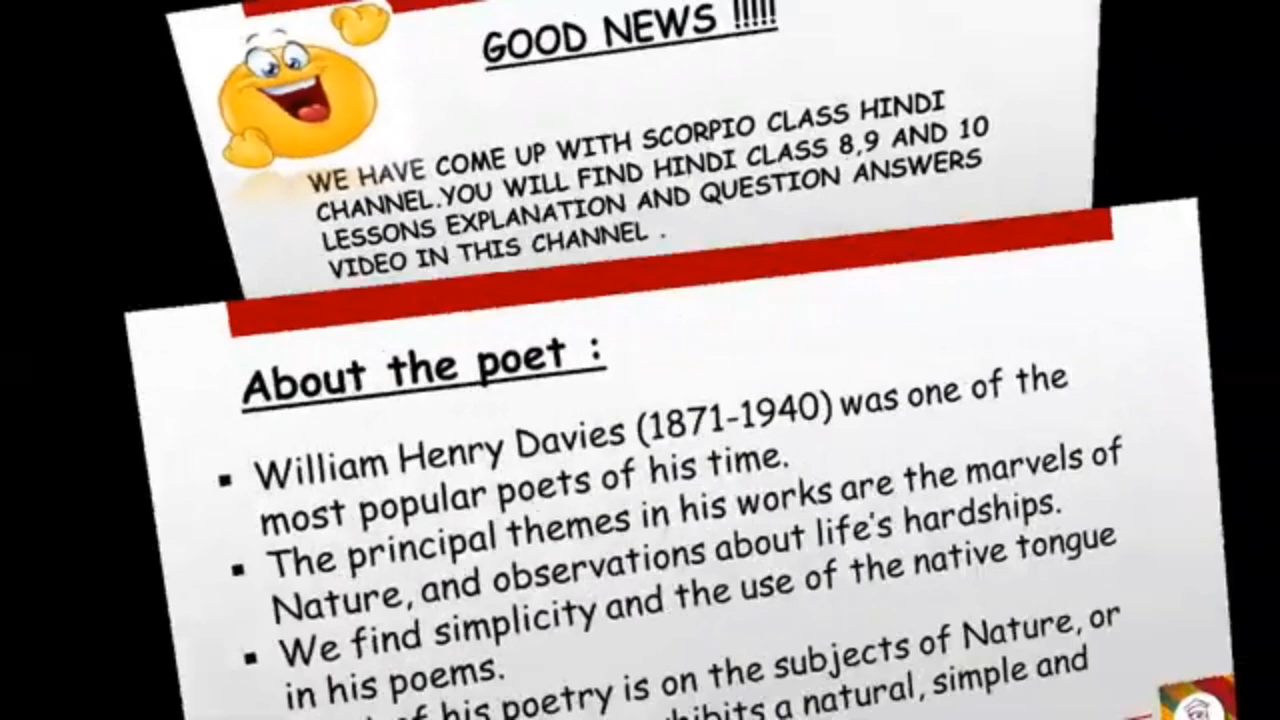 GOOD NEWS !!!!!
WE HAVE COME UP WITH SCORPIO CLASS HINDI
CHANNEL.YOU WILL FIND HINDI CLASS 8,9 AND 10
LESSONS EXPLANATION AND QUESTION ANSWERS
VIDEO IN THIS CHANNEL .
About the poet :
▪ William Henry Davies (1871-1940) was one of the
most popular poets of his time.
▪ The principal themes in his works are the marvels of
Nature, and observations about life's hardships.
▪ We find simplicity and the use of the native tongue
in his poems.
of his poetry is on the subjects of Nature, or
a natural, simple and